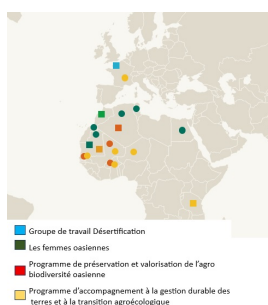 Groupe de travail Désertification
Les femmes oasiennes
Programme de préservation et valorisation de l'agro
biodiversité oasienne
Programme d'accompagnement à la gestion durable des
terres et à la transition agroécologique